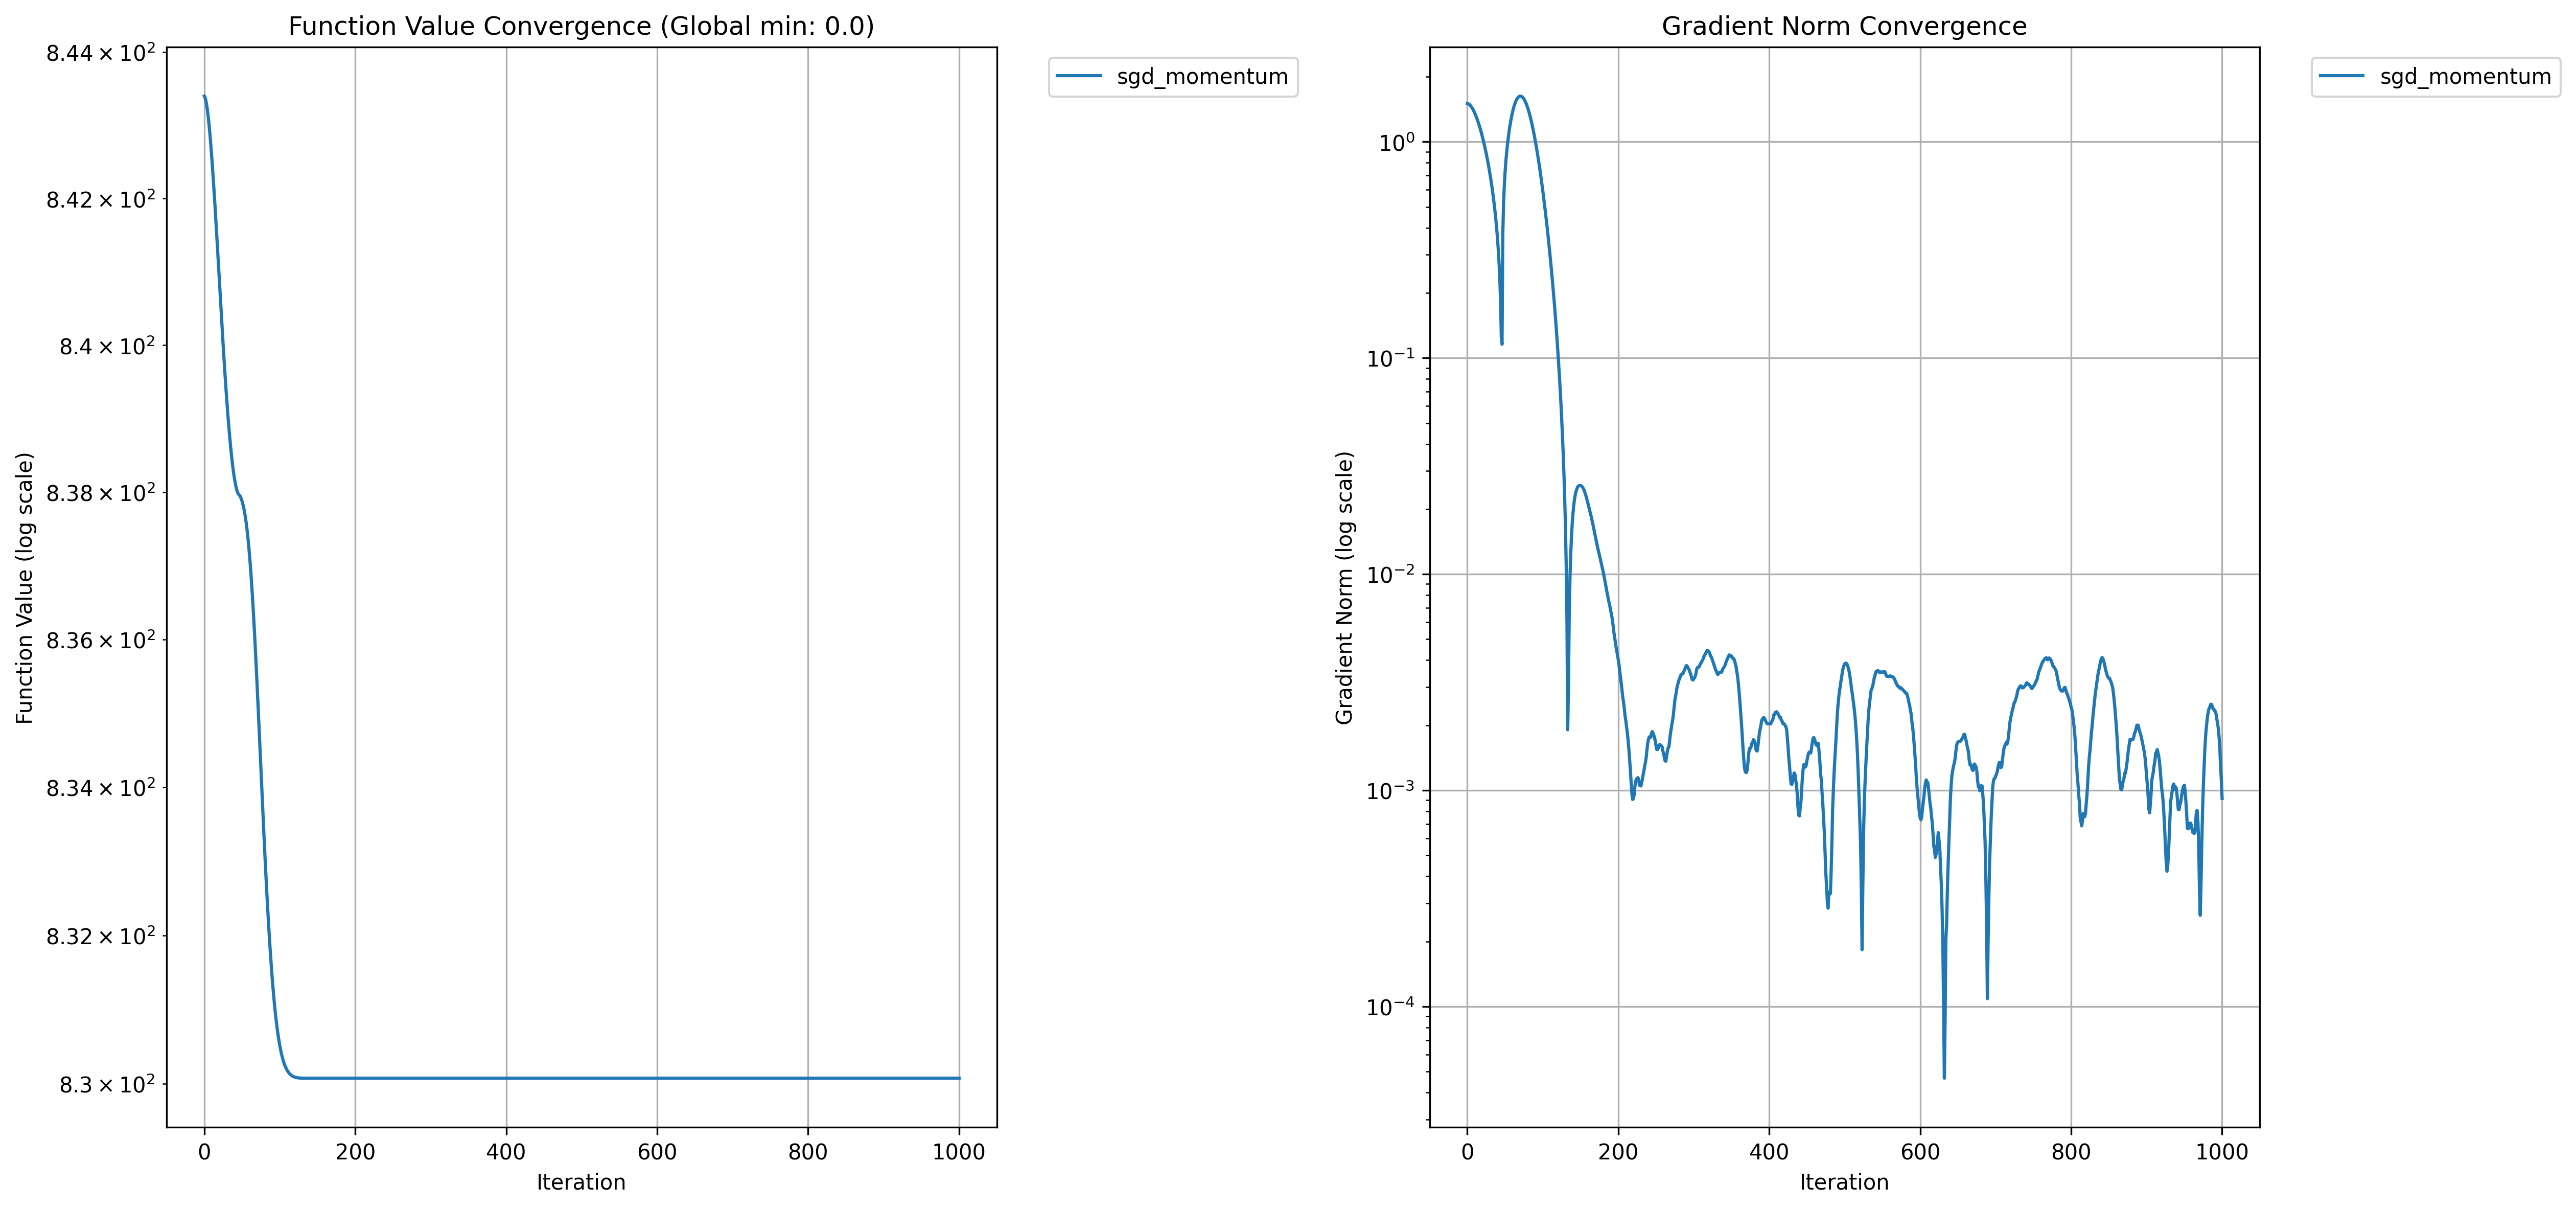 Function Value Convergence (Global min: 0.0)
8.44 × 10²
8.42 × 10²
8.4 × 10²
8.38 × 10²
8.36 × 10²
8.34 × 10²
8.32 × 10²
8.3 × 10²
Function Value (log scale)
0 200 400 600 800 1000
Iteration
sgd_momentum
Gradient Norm Convergence
10⁰
10⁻¹
10⁻²
10⁻³
10⁻⁴
Gradient Norm (log scale)
0 200 400 600 800 1000
Iteration
sgd_momentum